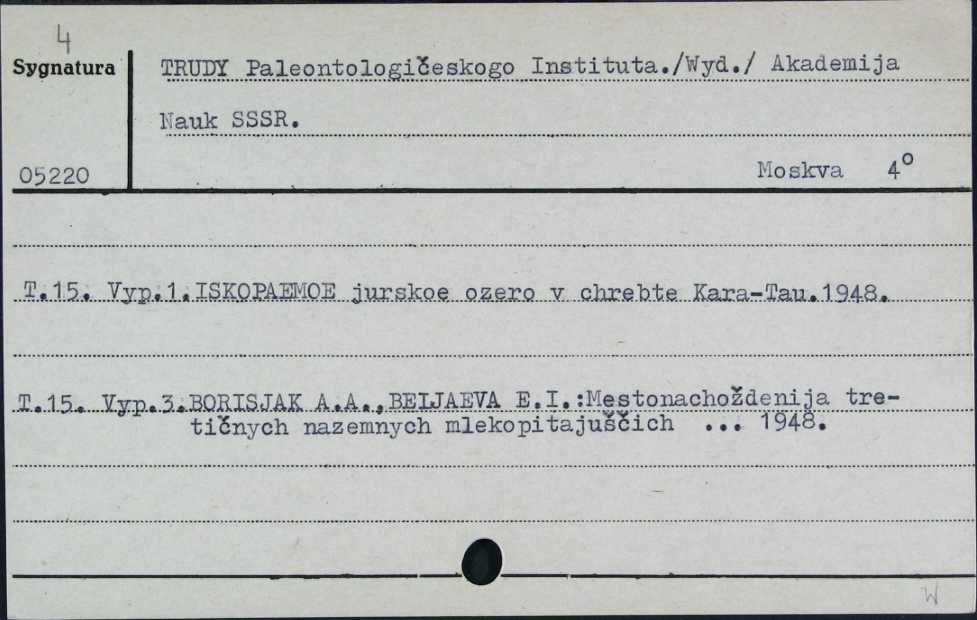 4
Sygnatura
TRUDY Paleontologičeskogo Instituta./Wyd./ Akademija
Nauk SSSR.
05220
Moskva 4°
T.15. Vyp.1.ISKOPAEMOE jurskoe ozero v chrebte Kara-Tau.1948.
T.15. Vyp.3.BORISJAK A.A.,BELJAEVA E.I.:Mestonachoždenija tre-
tičnych nazemnych mlekopitajuščich ... 1948.
W